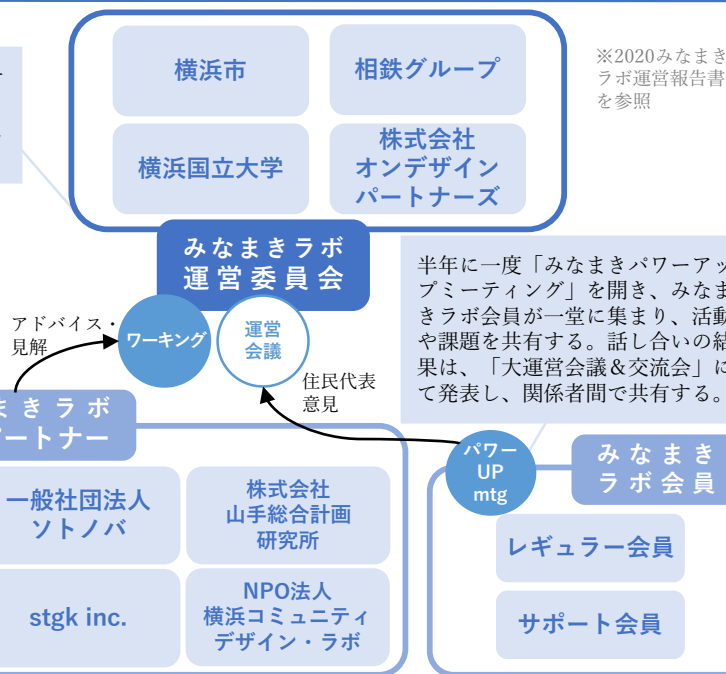 横浜市
相鉄グループ
横浜国立大学
株式会社
オンデザイン
パートナーズ
※2020みなまき
ラボ運営報告書
を参照
みなまきラボ
運営委員会
ワーキング
運営
会議
アドバイス・
見解
住民代表
意見
半年に一度「みなまきパワーアッ
プミーティング」を開き、みなま
きラボ会員が一堂に集まり、活動
や課題を共有する。話し合いの結
果は、「大運営会議＆交流会」に
て発表し、関係者間で共有する。
まきラボ
ートナー
一般社団法人
ソトノバ
株式会社
山手総合計画
研究所
stgk inc.
NPO法人
横浜コミュニティ
デザイン・ラボ
パワー
UP
mtg
みなまき
ラボ会員
レギュラー会員
サポート会員